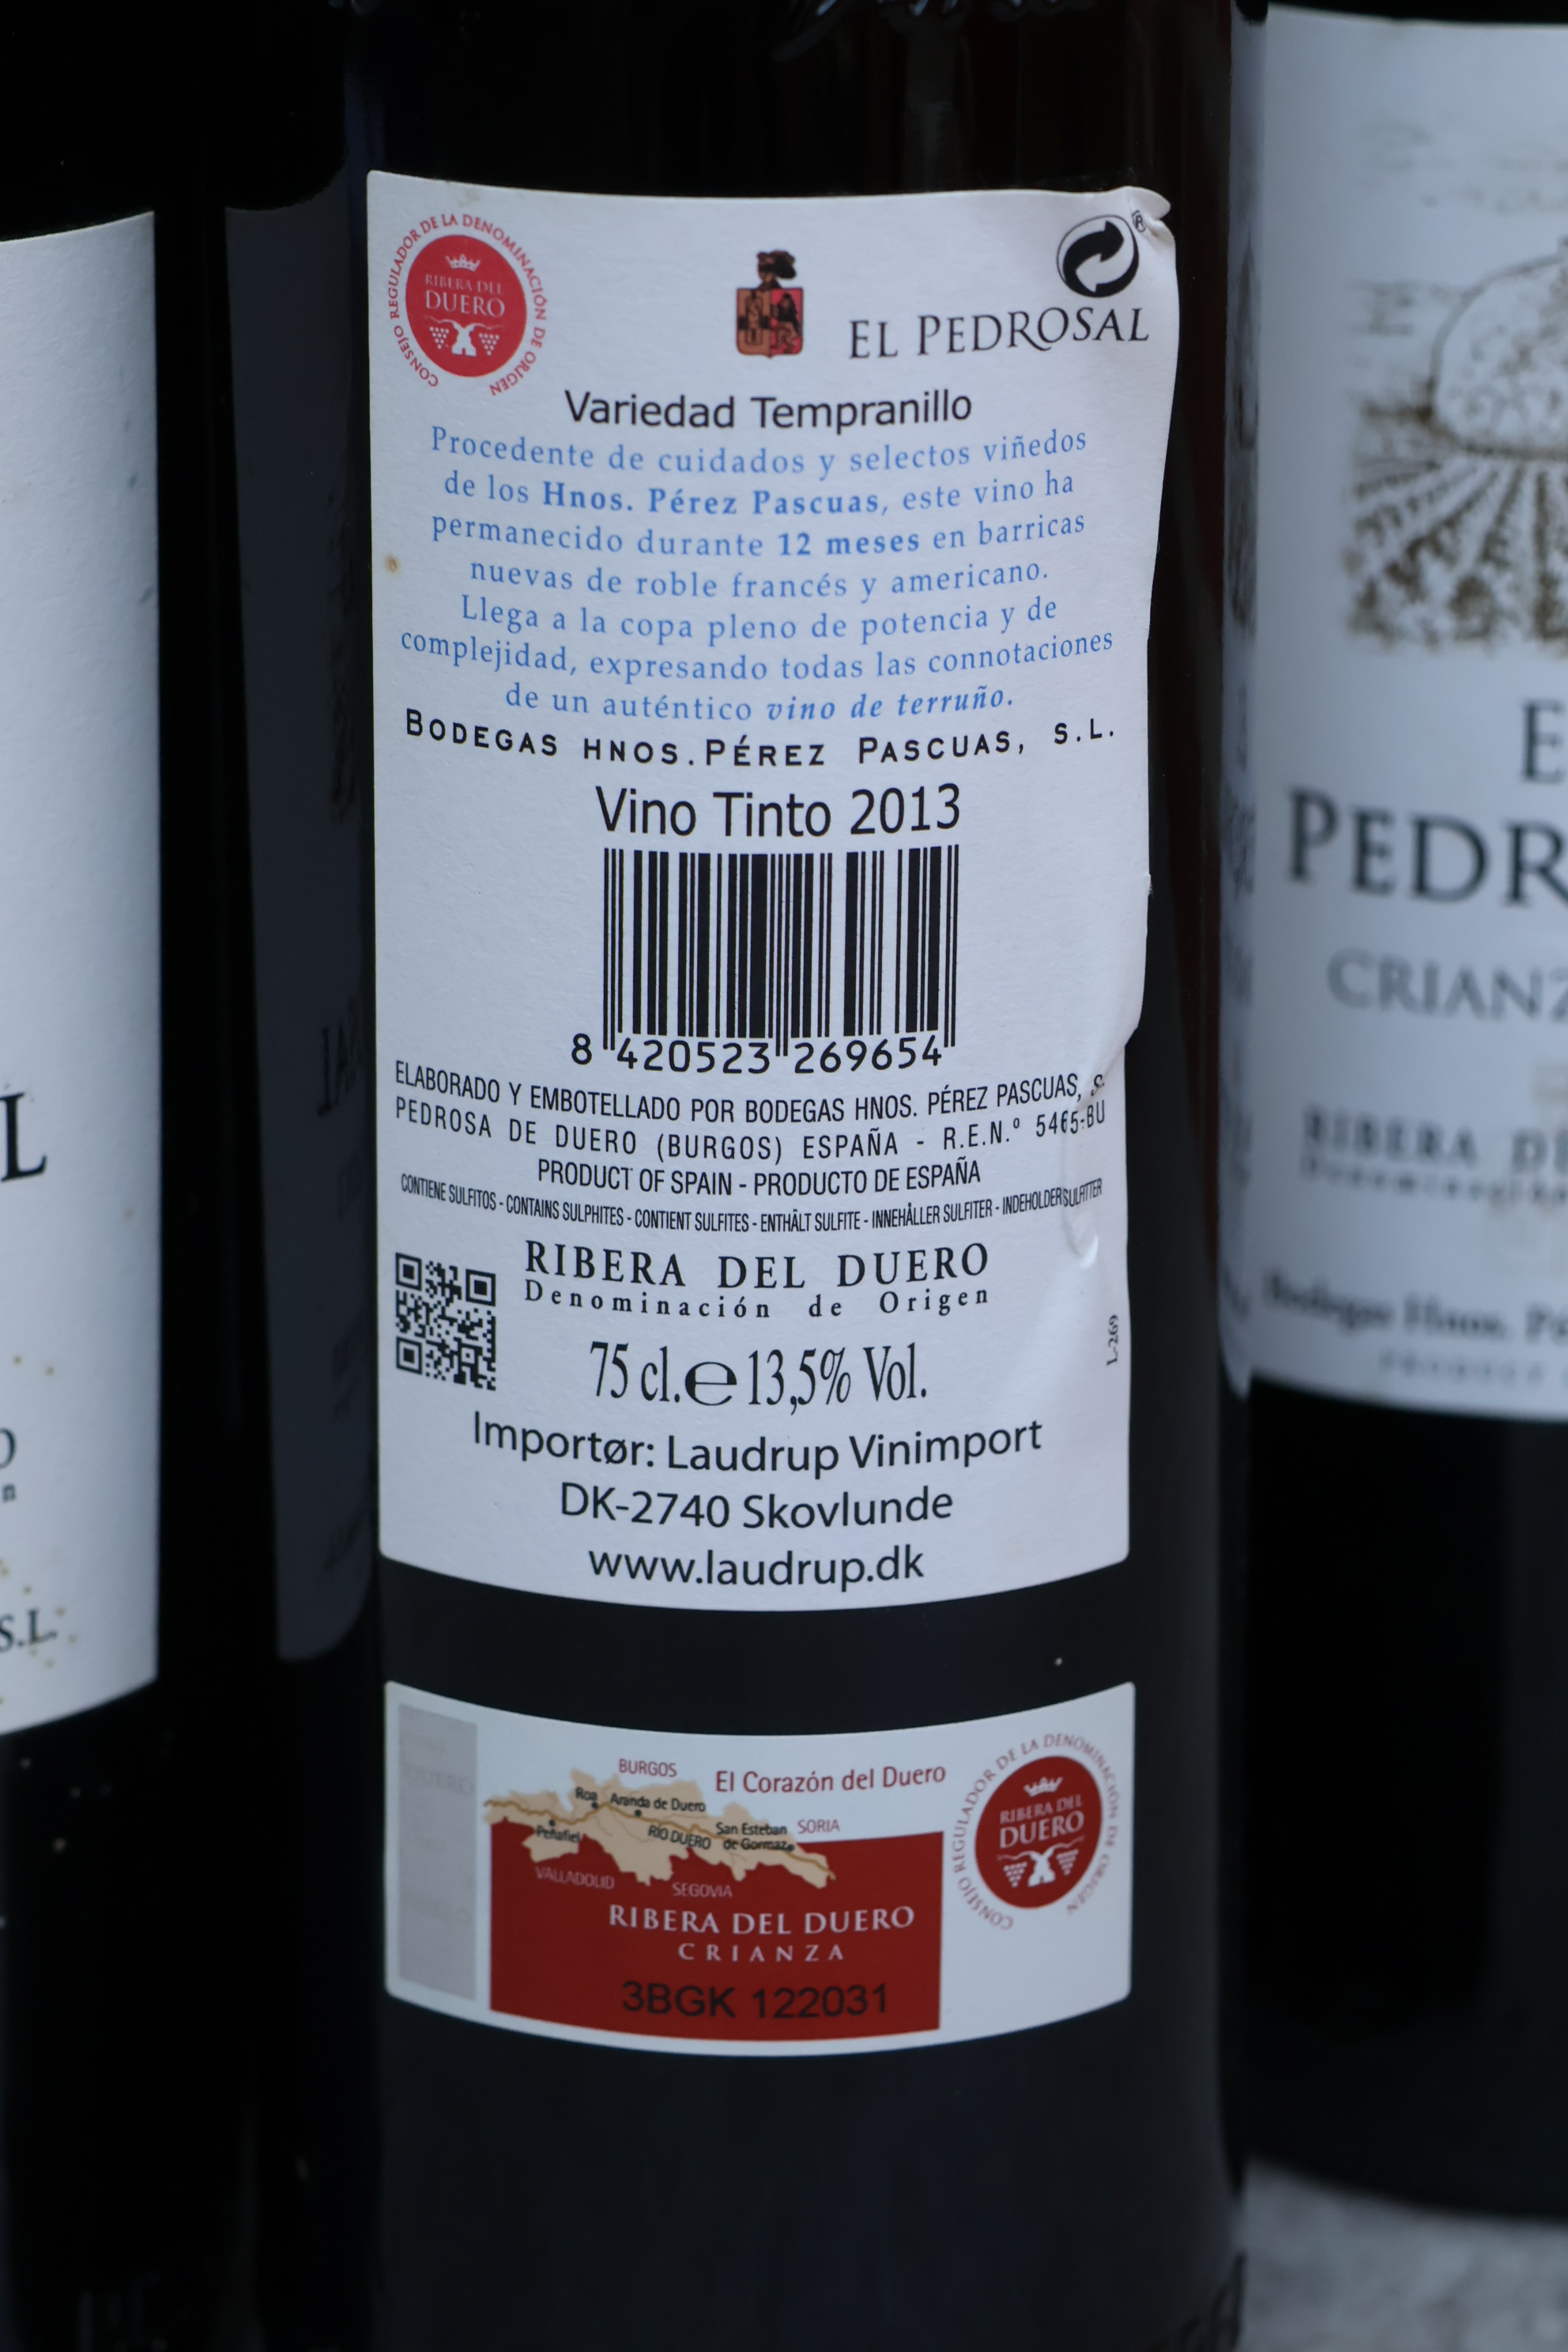 CONSEJO REGULADOR DE LA DENOMINACIÓN DE ORIGEN
RIBERA DEL
DUERO
EL PEDROSAL
Variedad Tempranillo
Procedente de cuidados y selectos viñedos
de los Hnos. Pérez Pascuas, este vino ha
permanecido durante 12 meses en barricas
nuevas de roble francés y americano.
Llega a la copa pleno de potencia y de
complejidad, expresando todas las connotaciones
de un auténtico vino de terruño.
BODEGAS HNOS. PÉREZ PASCUAS, S.L.
Vino Tinto 2013
8 420523 269654
ELABORADO Y EMBOTELLADO POR BODEGAS HNOS. PÉREZ PASCUAS, S.
PEDROSA DE DUERO (BURGOS) ESPAÑA - R.E.N.º 5465-BU
PRODUCT OF SPAIN - PRODUCTO DE ESPAÑA
CONTIENE SULFITOS - CONTAINS SULPHITES - CONTIENT SULFITES - ENTHÄLT SULFITE - INNEHÅLLER SULFITER - INDEHOLDER SULFITTER
RIBERA DEL DUERO
Denominación de Origen
L-269
75 cl. e 13,5% Vol.
Importør: Laudrup Vinimport
DK-2740 Skovlunde
www.laudrup.dk
BURGOS
El Corazón del Duero
Roa Aranda de Duero
Peñafiel RÍO DUERO San Esteban de Gormaz SORIA
VALLADOLID
SEGOVIA
RIBERA DEL DUERO
CRIANZA
3BGK 122031
CONSEJO REGULADOR DE LA DENOMINACIÓN DE ORIGEN
RIBERA DEL
DUERO
L
O
n
S.L.
E
PEDR
CRIANZ
RIBERA DE
Bodegas Hnos. Pé
PRODUCT